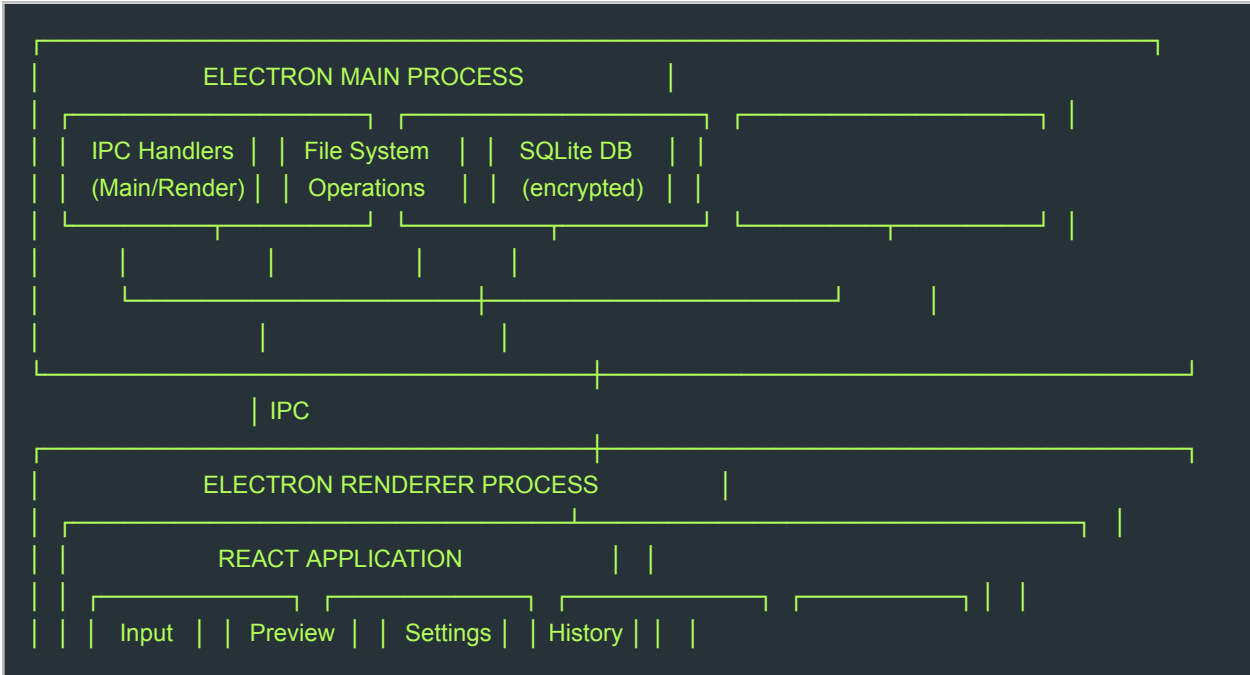 ELECTRON MAIN PROCESS
IPC Handlers File System SQLite DB
(Main/Render) Operations (encrypted)
IPC
ELECTRON RENDERER PROCESS
REACT APPLICATION
Input Preview Settings History